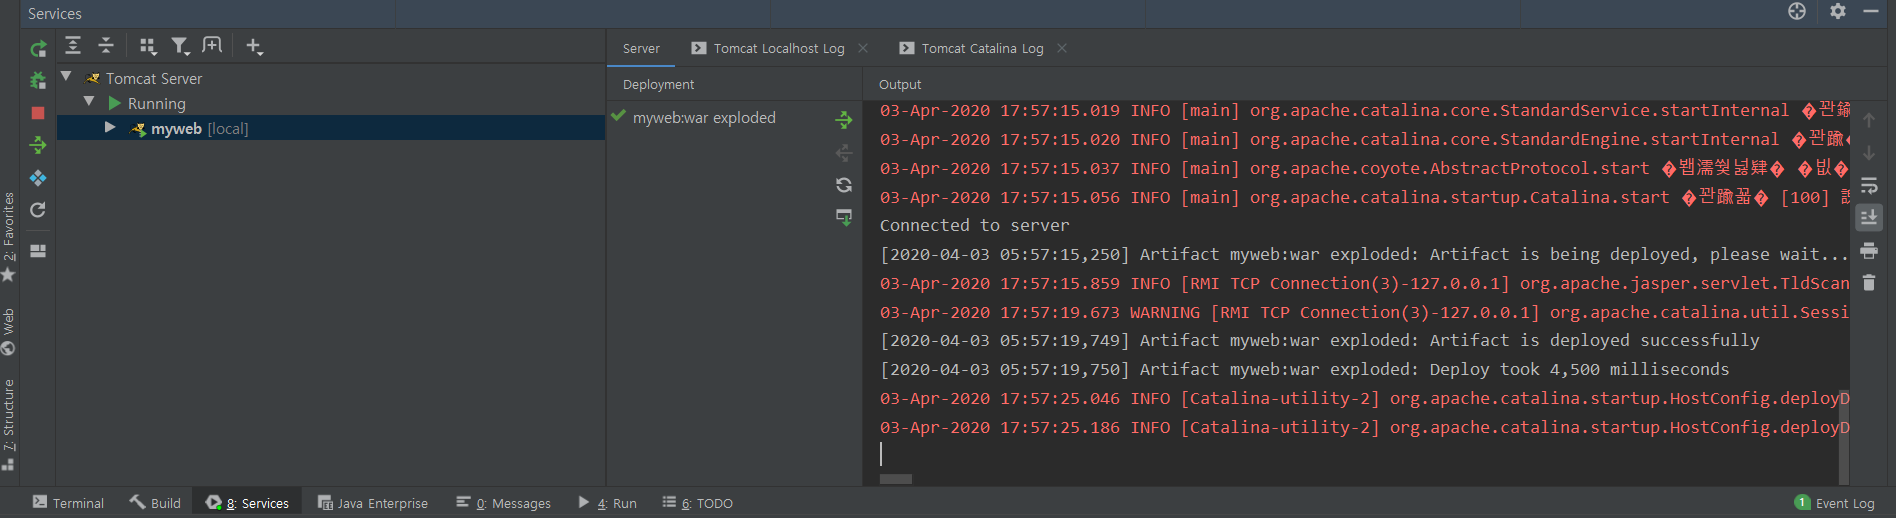 Services
Server
Tomcat Localhost Log
Tomcat Catalina Log
Tomcat Server
Running
myweb [local]
Deployment
myweb:war exploded
Output
03-Apr-2020 17:57:15.019 INFO [main] org.apache.catalina.core.StandardService.startInternal
03-Apr-2020 17:57:15.020 INFO [main] org.apache.catalina.core.StandardEngine.startInternal
03-Apr-2020 17:57:15.037 INFO [main] org.apache.coyote.AbstractProtocol.start
03-Apr-2020 17:57:15.056 INFO [main] org.apache.catalina.startup.Catalina.start [100]
Connected to server
[2020-04-03 05:57:15,250] Artifact myweb:war exploded: Artifact is being deployed, please wait...
03-Apr-2020 17:57:15.859 INFO [RMI TCP Connection(3)-127.0.0.1] org.apache.jasper.servlet.TldScan
03-Apr-2020 17:57:19.673 WARNING [RMI TCP Connection(3)-127.0.0.1] org.apache.catalina.util.Sessi
[2020-04-03 05:57:19,749] Artifact myweb:war exploded: Artifact is deployed successfully
[2020-04-03 05:57:19,750] Artifact myweb:war exploded: Deploy took 4,500 milliseconds
03-Apr-2020 17:57:25.046 INFO [Catalina-utility-2] org.apache.catalina.startup.HostConfig.deployD
03-Apr-2020 17:57:25.186 INFO [Catalina-utility-2] org.apache.catalina.startup.HostConfig.deployD
2: Favorites
Web
7: Structure
Terminal
Build
8: Services
Java Enterprise
0: Messages
4: Run
6: TODO
1 Event Log